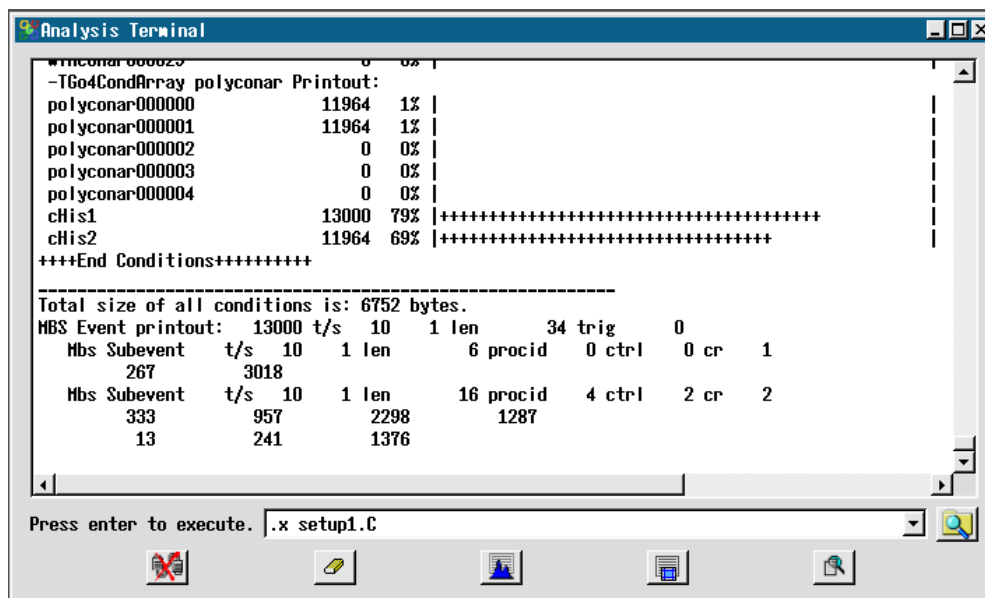 Analysis Terminal
winconar000025 0 0% | |
-TGo4CondArray polyconar Printout:
polyconar000000 11964 1% | |
polyconar000001 11964 1% | |
polyconar000002 0 0% | |
polyconar000003 0 0% | |
polyconar000004 0 0% | |
cHis1 13000 79% |+++++++++++++++++++++++++++++++++++++++ |
cHis2 11964 69% |++++++++++++++++++++++++++++++++++ |
++++End Conditions++++++++++
___________________________________________________________
Total size of all conditions is: 6752 bytes.
MBS Event printout: 13000 t/s 10 1 len 34 trig 0
Mbs Subevent t/s 10 1 len 6 procid 0 ctrl 0 cr 1
267 3018
Mbs Subevent t/s 10 1 len 16 procid 4 ctrl 2 cr 2
333 957 2298 1287
13 241 1376
Press enter to execute. .x setup1.C